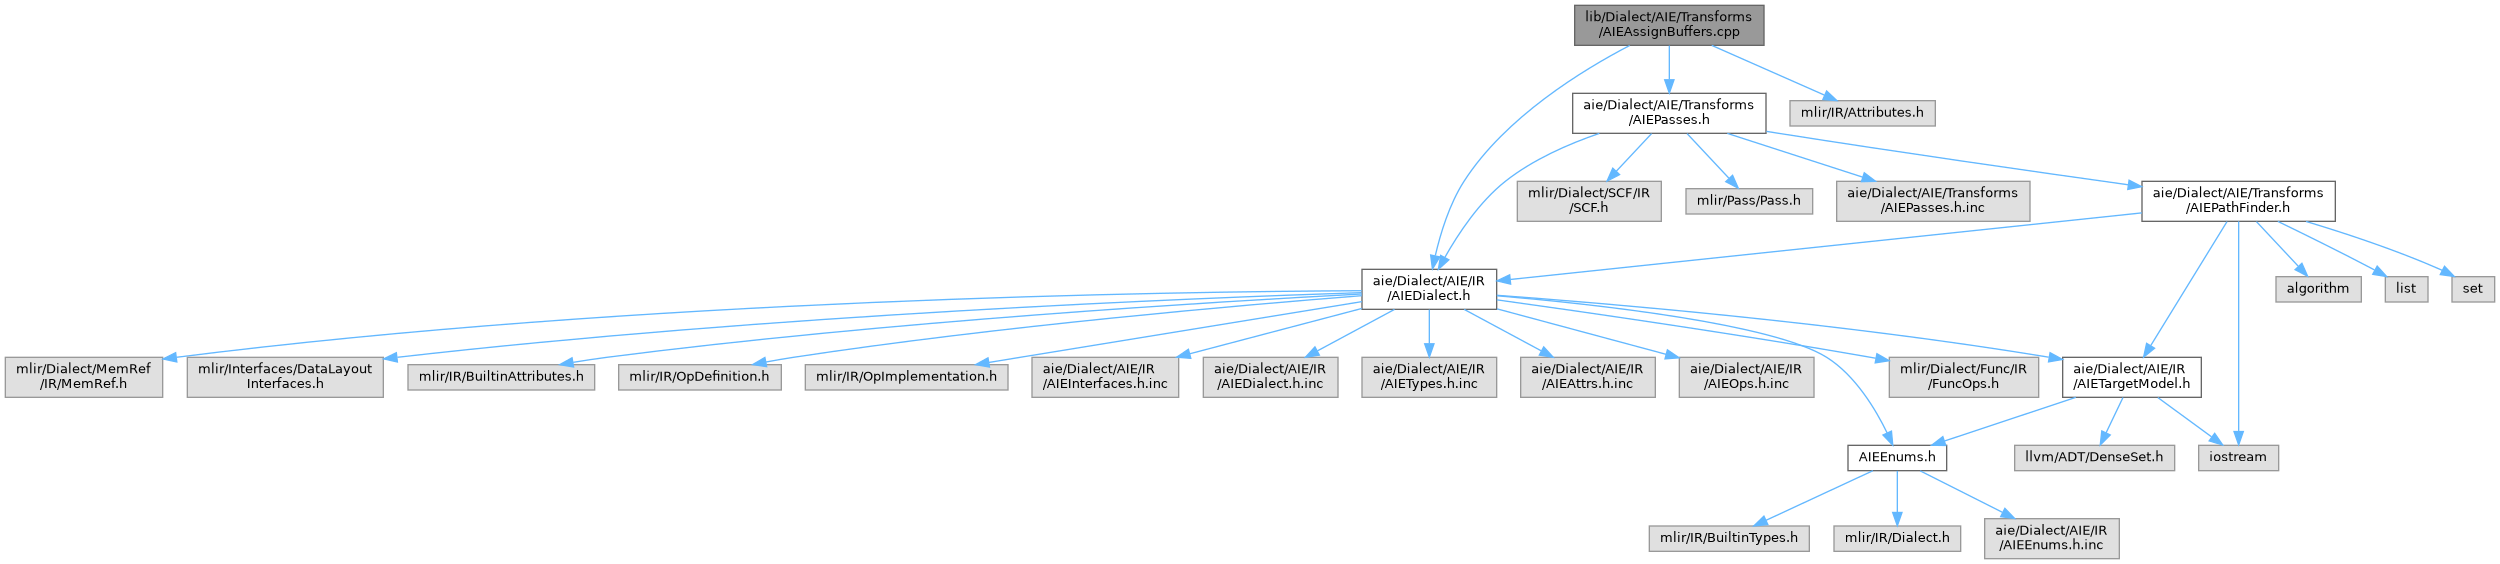 lib/Dialect/AIE/Transforms
/AIEAssignBuffers.cpp
aie/Dialect/AIE/Transforms
/AIEPasses.h
mlir/IR/Attributes.h
mlir/Dialect/SCF/IR
/SCF.h
mlir/Pass/Pass.h
aie/Dialect/AIE/Transforms
/AIEPasses.h.inc
aie/Dialect/AIE/Transforms
/AIEPathFinder.h
aie/Dialect/AIE/IR
/AIEDialect.h
algorithm
list
set
mlir/Dialect/MemRef
/IR/MemRef.h
mlir/Interfaces/DataLayout
Interfaces.h
mlir/IR/BuiltinAttributes.h
mlir/IR/OpDefinition.h
mlir/IR/OpImplementation.h
aie/Dialect/AIE/IR
/AIEInterfaces.h.inc
aie/Dialect/AIE/IR
/AIEDialect.h.inc
aie/Dialect/AIE/IR
/AIETypes.h.inc
aie/Dialect/AIE/IR
/AIEAttrs.h.inc
aie/Dialect/AIE/IR
/AIEOps.h.inc
mlir/Dialect/Func/IR
/FuncOps.h
aie/Dialect/AIE/IR
/AIETargetModel.h
AIEEnums.h
llvm/ADT/DenseSet.h
iostream
mlir/IR/BuiltinTypes.h
mlir/IR/Dialect.h
aie/Dialect/AIE/IR
/AIEEnums.h.inc